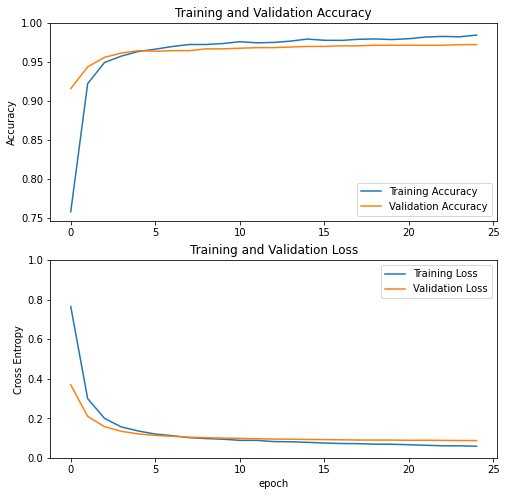 Training and Validation Accuracy
1.00
0.95
0.90
0.85
0.80
0.75
Accuracy
Training Accuracy
Validation Accuracy
0 5 10 15 20 25
Training and Validation Loss
1.0
0.8
0.6
0.4
0.2
0.0
Cross Entropy
Training Loss
Validation Loss
0 5 10 15 20 25
epoch